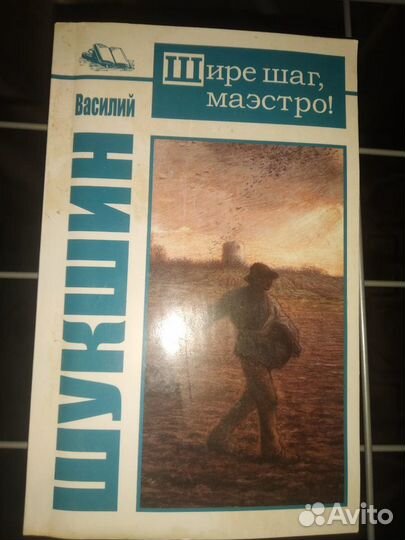 Шире шаг,
маэстро!
Василий
ШУКШИН
Avito